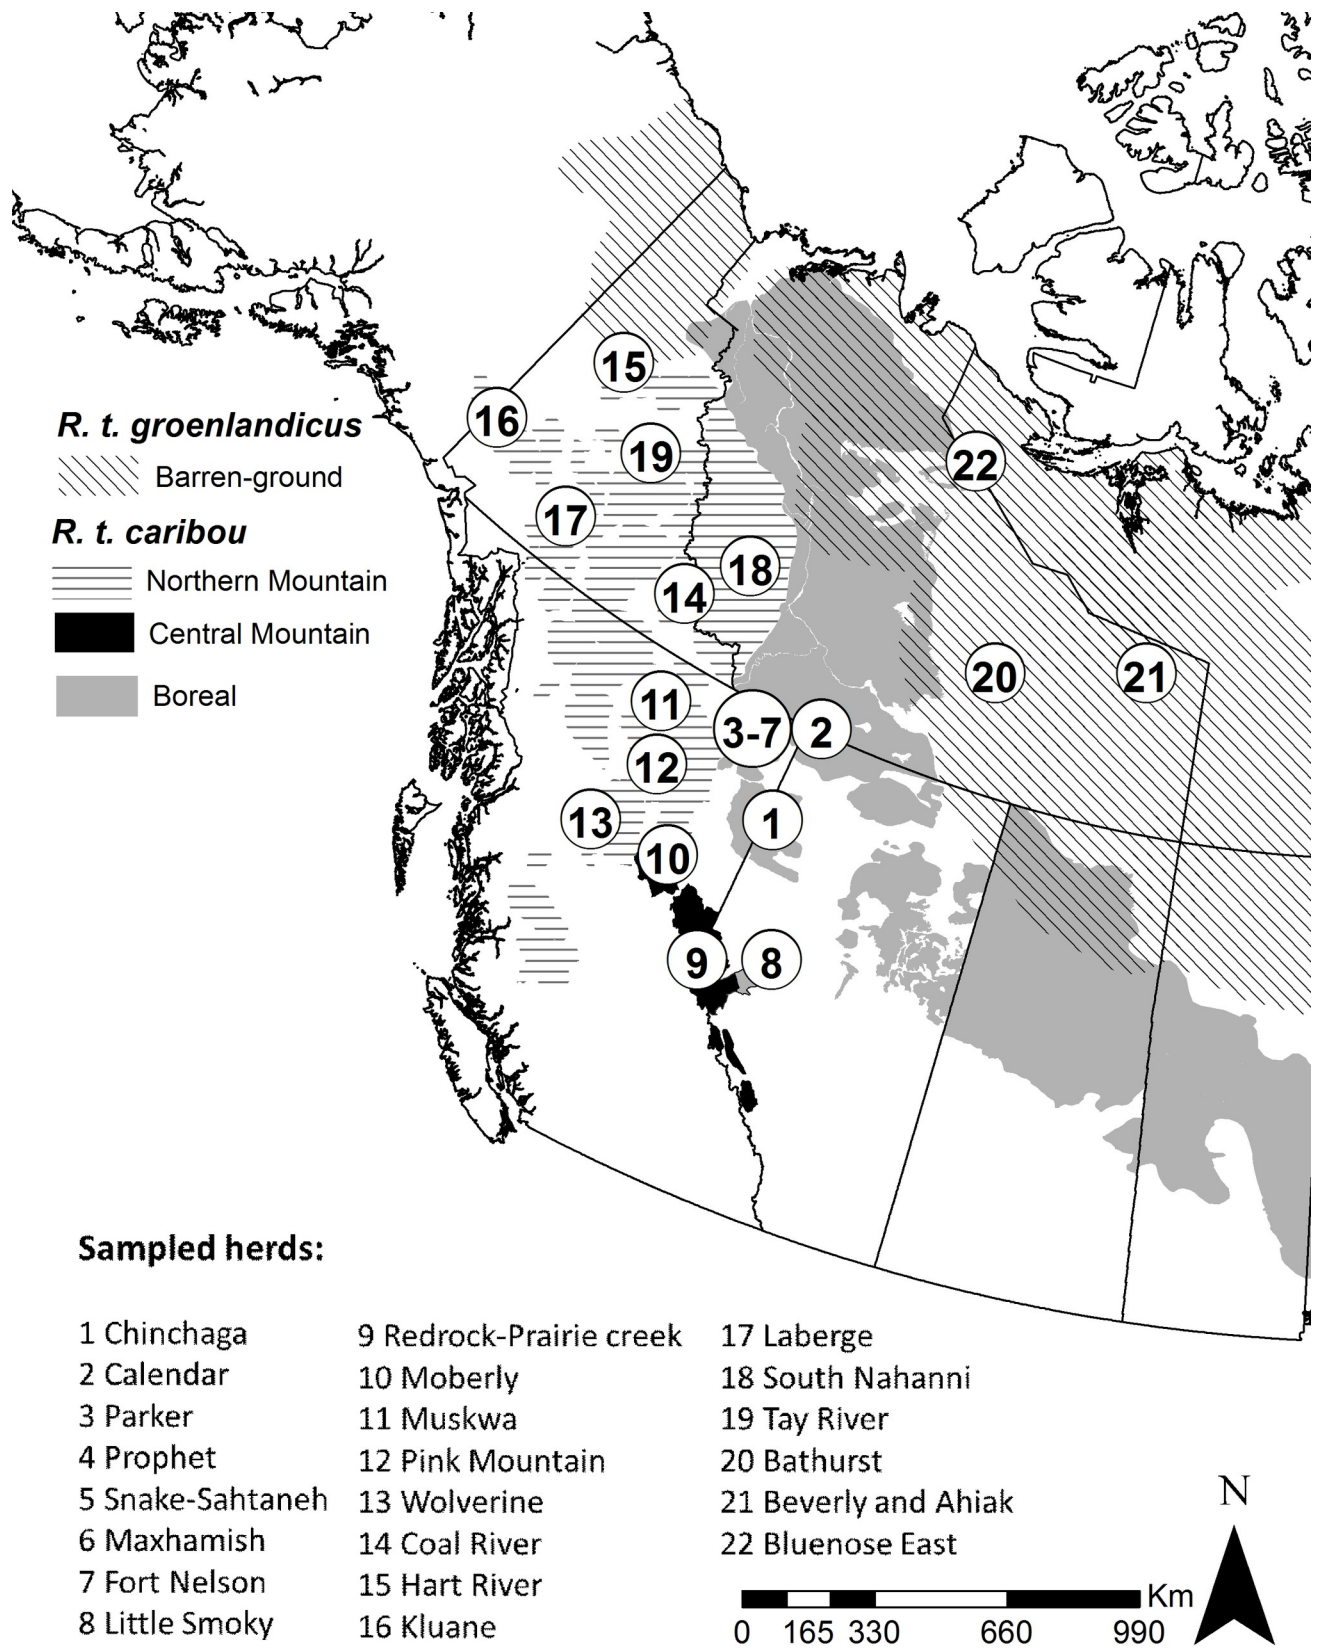 15
16
R. t. groenlandicus
19
22
Barren-ground
17
R. t. caribou
18
Northern Mountain
14
Central Mountain
20
21
Boreal
11
3-7
2
12
13
1
10
9
8
Sampled herds:
1 Chinchaga
2 Calendar
3 Parker
4 Prophet
5 Snake-Sahtaneh
6 Maxhamish
7 Fort Nelson
8 Little Smoky
9 Redrock-Prairie creek
10 Moberly
11 Muskwa
12 Pink Mountain
13 Wolverine
14 Coal River
15 Hart River
16 Kluane
17 Laberge
18 South Nahanni
19 Tay River
20 Bathurst
21 Beverly and Ahiak
22 Bluenose East
N
Km
0 165 330 660 990